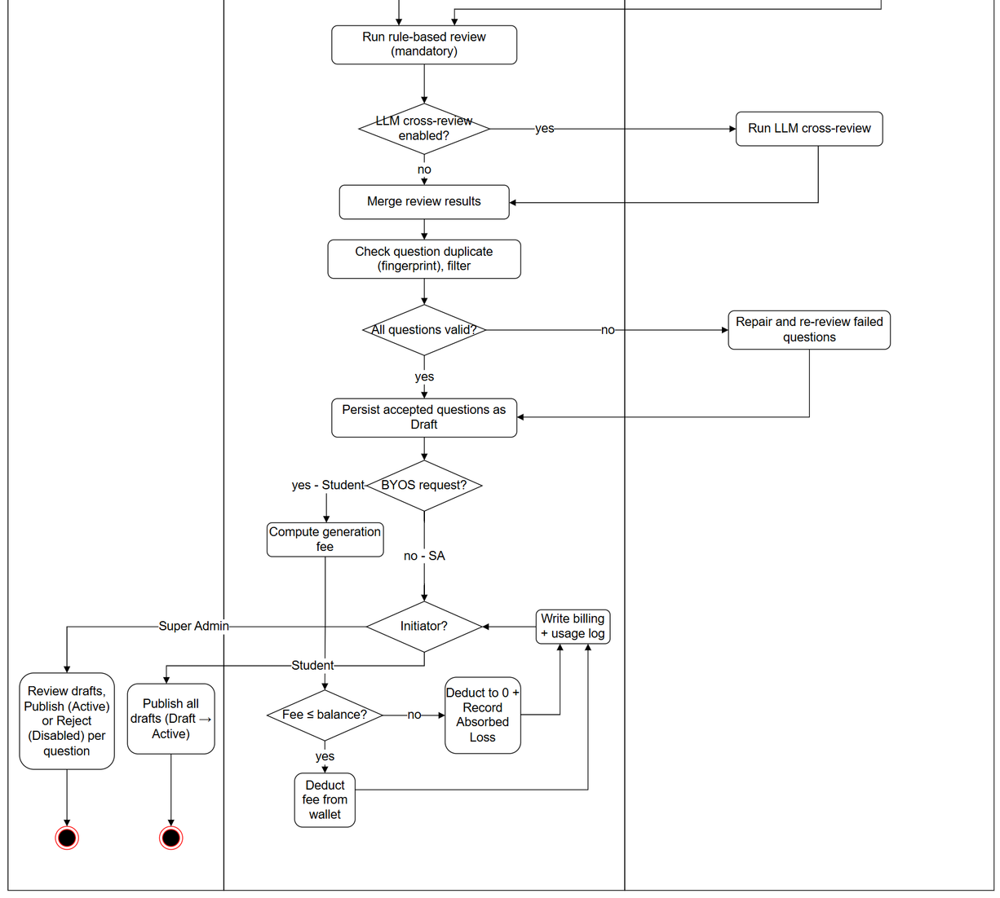 Run rule-based review
(mandatory)
LLM cross-review
enabled?
yes
Run LLM cross-review
no
Merge review results
Check question duplicate
(fingerprint), filter
All questions valid?
no
Repair and re-review failed
questions
yes
Persist accepted questions as
Draft
yes - Student
BYOS request?
Compute generation
fee
no - SA
Super Admin
Initiator?
Write billing
+ usage log
Student
Review drafts,
Publish (Active)
or Reject
(Disabled) per
question
Publish all
drafts (Draft →
Active)
Fee ≤ balance?
no
Deduct to 0 +
Record
Absorbed
Loss
yes
Deduct
fee from
wallet